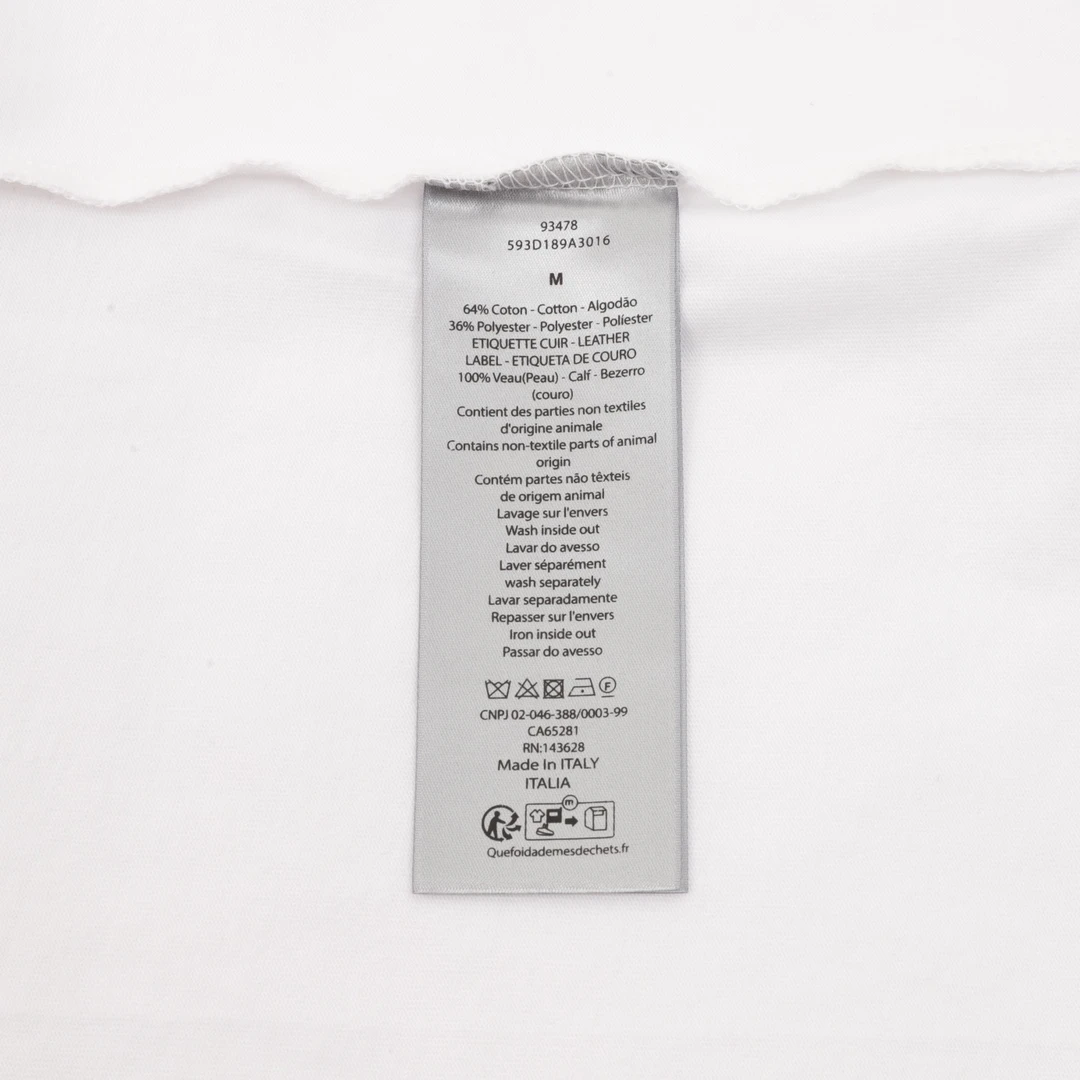 93478
593D189A3016
M
64% Coton - Cotton - Algodão
36% Polyester - Polyester - Políester
ETIQUETTE CUIR - LEATHER
LABEL - ETIQUETA DE COURO
100% Veau(Peau) - Calf - Bezerro
(couro)
Contient des parties non textiles
d'origine animale
Contains non-textile parts of animal
origin
Contém partes não têxteis
de origem animal
Lavage sur l'envers
Wash inside out
Lavar do avesso
Laver séparément
wash separately
Lavar separadamente
Repasser sur l'envers
Iron inside out
Passar do avesso
F
CNPJ 02-046-388/0003-99
CA65281
RN:143628
Made In ITALY
ITALIA
m
Quefoidademesdechets.fr